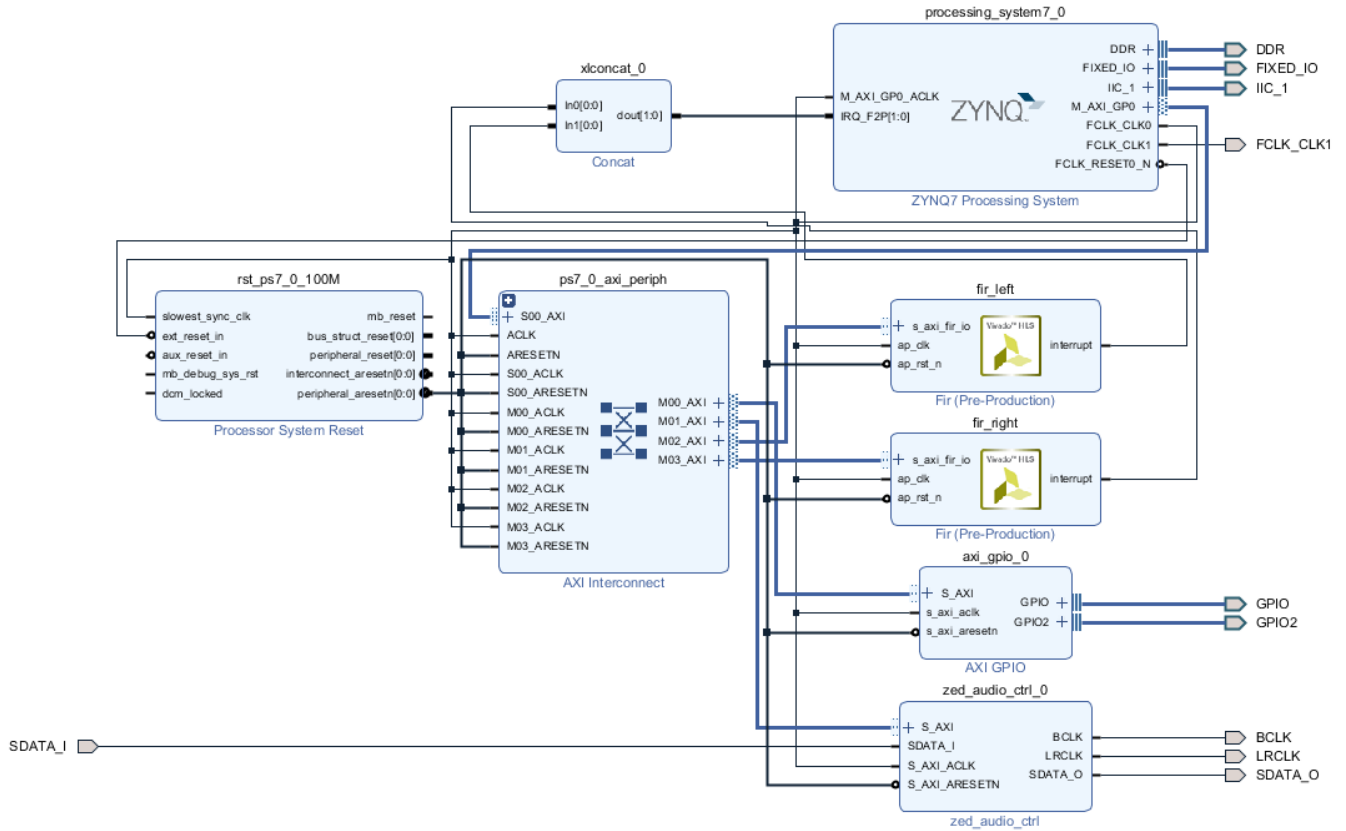 processing_system7_0
DDR
FIXED_IO
IIC_1
M_AXI_GP0
FCLK_CLK0
FCLK_CLK1
FCLK_RESET0_N
M_AXI_GP0_ACLK
IRQ_F2P[1:0]
ZYNQ
ZYNQ7 Processing System
DDR
FIXED_IO
IIC_1
FCLK_CLK1
xlconcat_0
In0[0:0]
In1[0:0]
dout[1:0]
Concat
rst_ps7_0_100M
slowest_sync_clk
ext_reset_in
aux_reset_in
mb_debug_sys_rst
dcm_locked
mb_reset
bus_struct_reset[0:0]
peripheral_reset[0:0]
interconnect_aresetn[0:0]
peripheral_aresetn[0:0]
Processor System Reset
ps7_0_axi_periph
S00_AXI
ACLK
ARESETN
S00_ACLK
S00_ARESETN
M00_ACLK
M00_ARESETN
M01_ACLK
M01_ARESETN
M02_ACLK
M02_ARESETN
M03_ACLK
M03_ARESETN
M00_AXI
M01_AXI
M02_AXI
M03_AXI
AXI Interconnect
fir_left
s_axi_fir_io
ap_clk
ap_rst_n
Vivado™ HLS
interrupt
Fir (Pre-Production)
fir_right
s_axi_fir_io
ap_clk
ap_rst_n
Vivado™ HLS
interrupt
Fir (Pre-Production)
axi_gpio_0
S_AXI
s_axi_aclk
s_axi_aresetn
GPIO
GPIO2
AXI GPIO
GPIO
GPIO2
zed_audio_ctrl_0
S_AXI
SDATA_I
S_AXI_ACLK
S_AXI_ARESETN
BCLK
LRCLK
SDATA_O
zed_audio_ctrl
SDATA_I
BCLK
LRCLK
SDATA_O